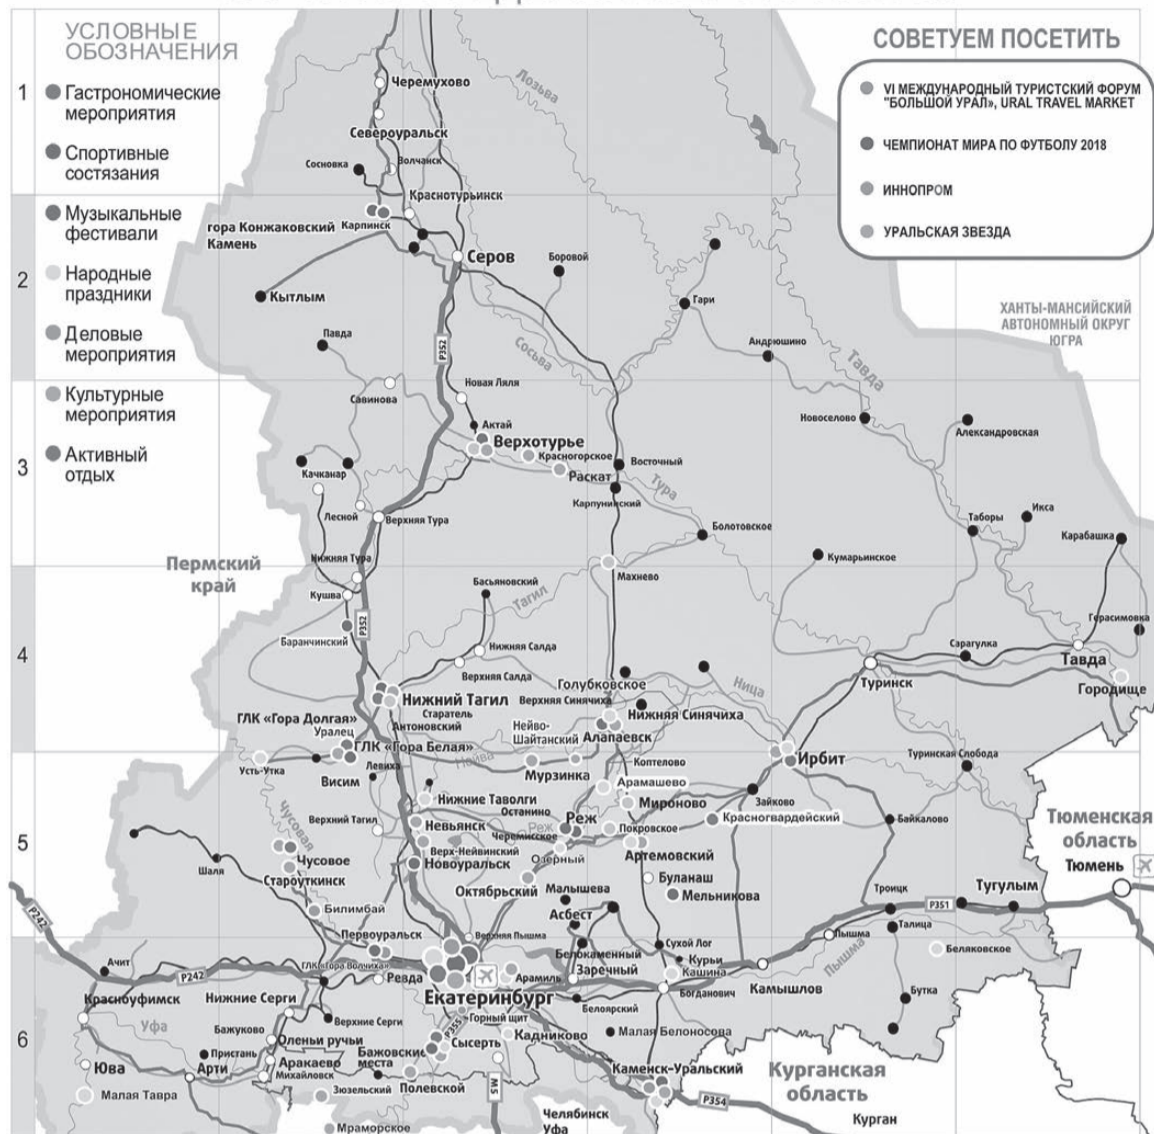 УСЛОВНЫЕ
ОБОЗНАЧЕНИЯ
Гастрономические
мероприятия
Спортивные
состязания
Музыкальные
фестивали
Народные
праздники
Деловые
мероприятия
Культурные
мероприятия
Активный
отдых
СОВЕТУЕМ ПОСЕТИТЬ
VI МЕЖДУНАРОДНЫЙ ТУРИСТСКИЙ ФОРУМ
"БОЛЬШОЙ УРАЛ», URAL TRAVEL MARKET
ЧЕМПИОНАТ МИРА ПО ФУТБОЛУ 2018
ИННОПРОМ
УРАЛЬСКАЯ ЗВЕЗДА
1
2
3
4
5
6
Черемухово
Лозьва
Североуральск
Сосновка
Волчанск
Краснотурьинск
гора Конжаковский
Камень
Карпинск
Серов
Боровой
Кытлым
Гари
ХАНТЫ-МАНСИЙСКИЙ
АВТОНОМНЫЙ ОКРУГ
ЮГРА
Павда
Р352
Сосьва
Андрюшино
Тавда
Савинова
Новая Ляля
Новоселово
Александровская
Актай
Верхотурье
Красногорское
Раскат
Восточный
Качканар
Карпунинский
Тура
Лесной
Верхняя Тура
Болотовское
Таборы
Икса
Карабашка
Кумарьинское
Пермский
край
Нижняя Тура
Махнево
Кушва
Басьяновский
Тагил
Р352
Баранчинский
Герасимовка
Нижняя Салда
Верхняя Салда
Сарагулка
Тавда
Туринск
Городище
Голубковское
Ница
Нижний Тагил
Верхняя Синячиха
Старатель
Антоновский
Нижняя Синячиха
ГЛК «Гора Долгая»
Уралец
Нейво-
Шайтанский
Алапаевск
ГЛК «Гора Белая»
Нейва
Коптелово
Ирбит
Туринская Слобода
Усть-Утка
Висим
Левиха
Мурзинка
Арамашево
Нижние Таволги
Мироново
Зайково
Останино
Реж
Чусовая
Верхний Тагил
Невьянск
Реж
Черемисское
Покровское
Красногвардейский
Байкалово
Тюменская
область
Верх-Нейвинский
Озерный
Артемовский
Чусовое
Новоуральск
Шаля
Староуткинск
Октябрьский
Малышева
Буланаш
Мельникова
Троицк
Тугулым
Тюмень
Р242
Билимбай
Асбест
Р351
Талица
Первоуральск
Верхняя Пышма
Сухой Лог
Пышма
Пышма
Беляковское
Белокаменный
Курьи
Ачит
Р242
ГЛК «Гора Волчиха»
Ревда
Арамиль
Заречный
Кашина
Камышлов
Красноуфимск
Нижние Серги
Екатеринбург
Богданович
Бутка
Белоярский
Уфа
Верхние Серги
Горный щит
Бажуково
Р355
Кадниково
Малая Белоносова
Оленьи ручьи
Сысерть
Пристань
Бажовские
места
Юва
Арти
Аракаево
Михайловск
Полевской
Каменск-Уральский
Курганская
область
Малая Тавра
Зюзельский
М5
Р354
Челябинск
Уфа
Курган
Мраморское